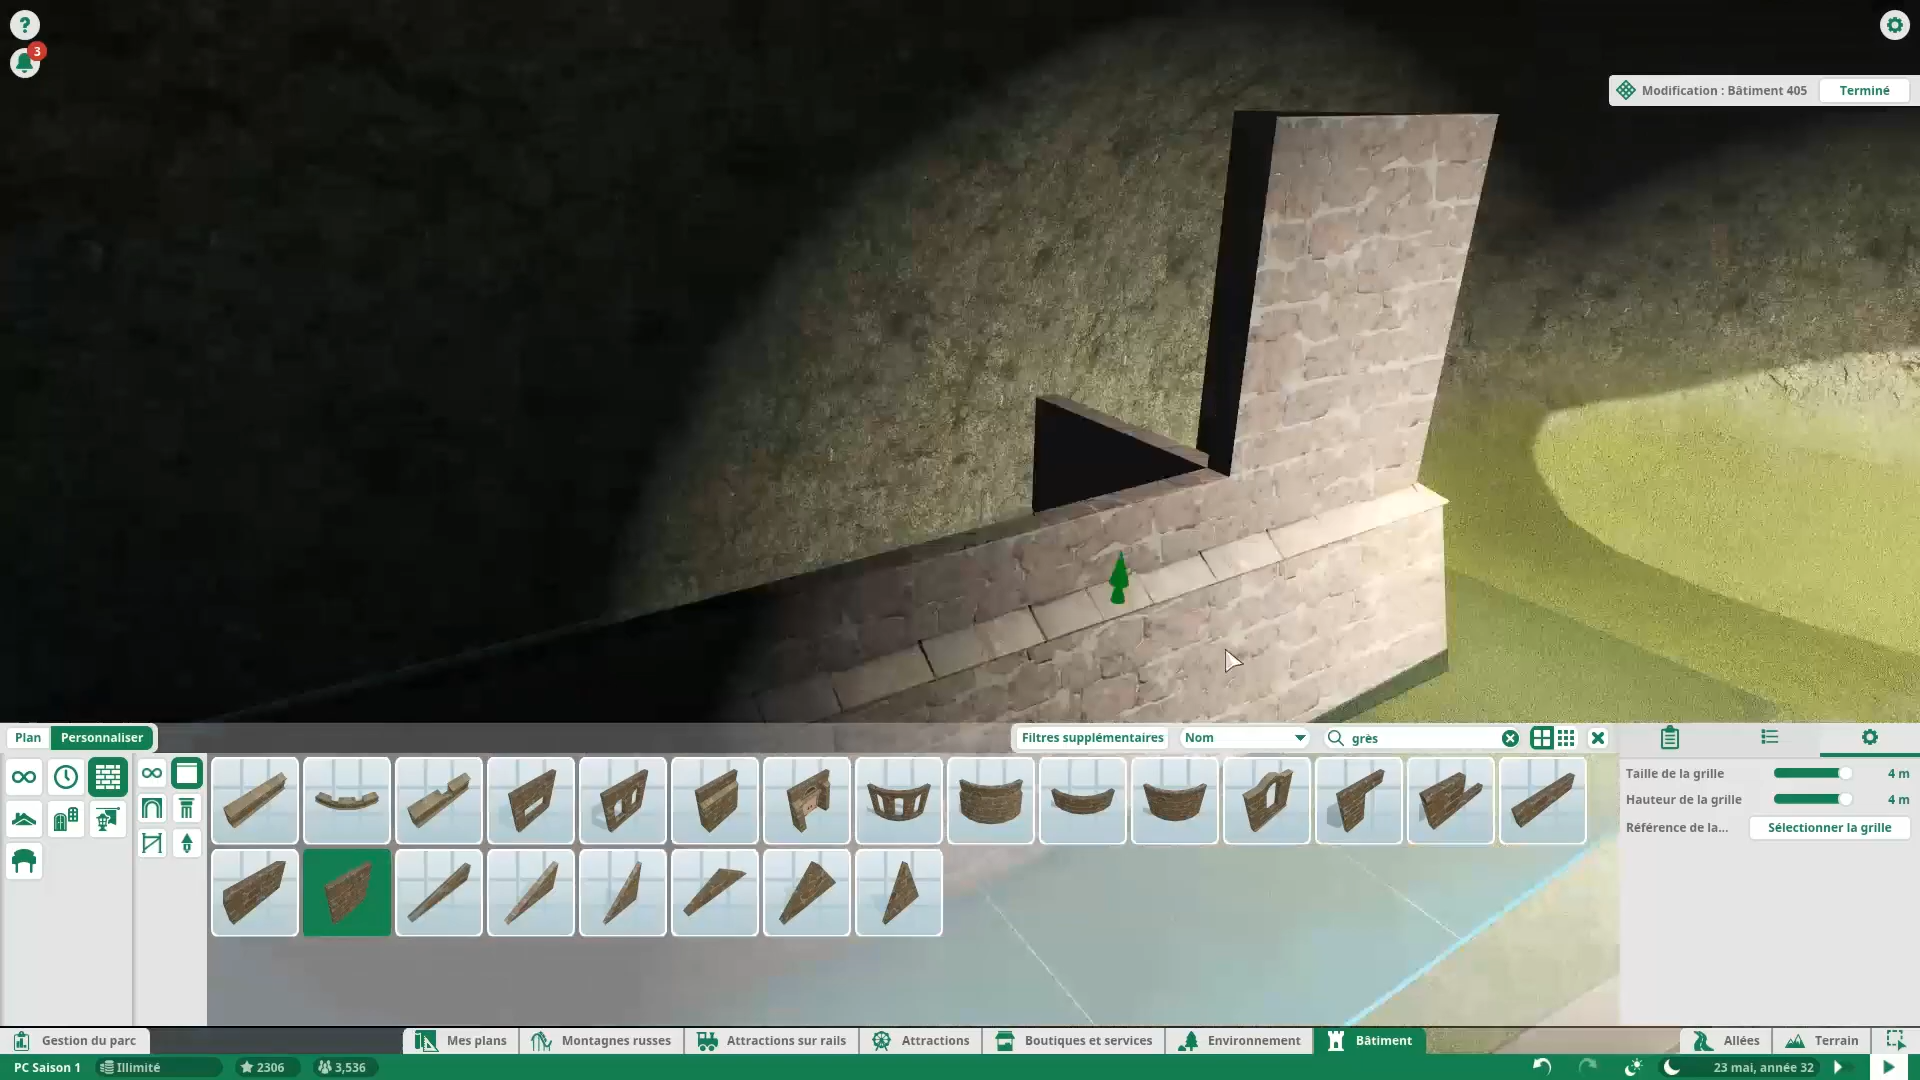 ?
3
Modification : Bâtiment 405
Terminé
Plan
Personnaliser
Filtres supplémentaires
Nom
grès
Taille de la grille
4 m
Hauteur de la grille
4 m
Référence de la...
Sélectionner la grille
Gestion du parc
Mes plans
Montagnes russes
Attractions sur rails
Attractions
Boutiques et services
Environnement
Bâtiment
Allées
Terrain
PC Saison 1
Illimité
2306
3,536
23 mai, année 32